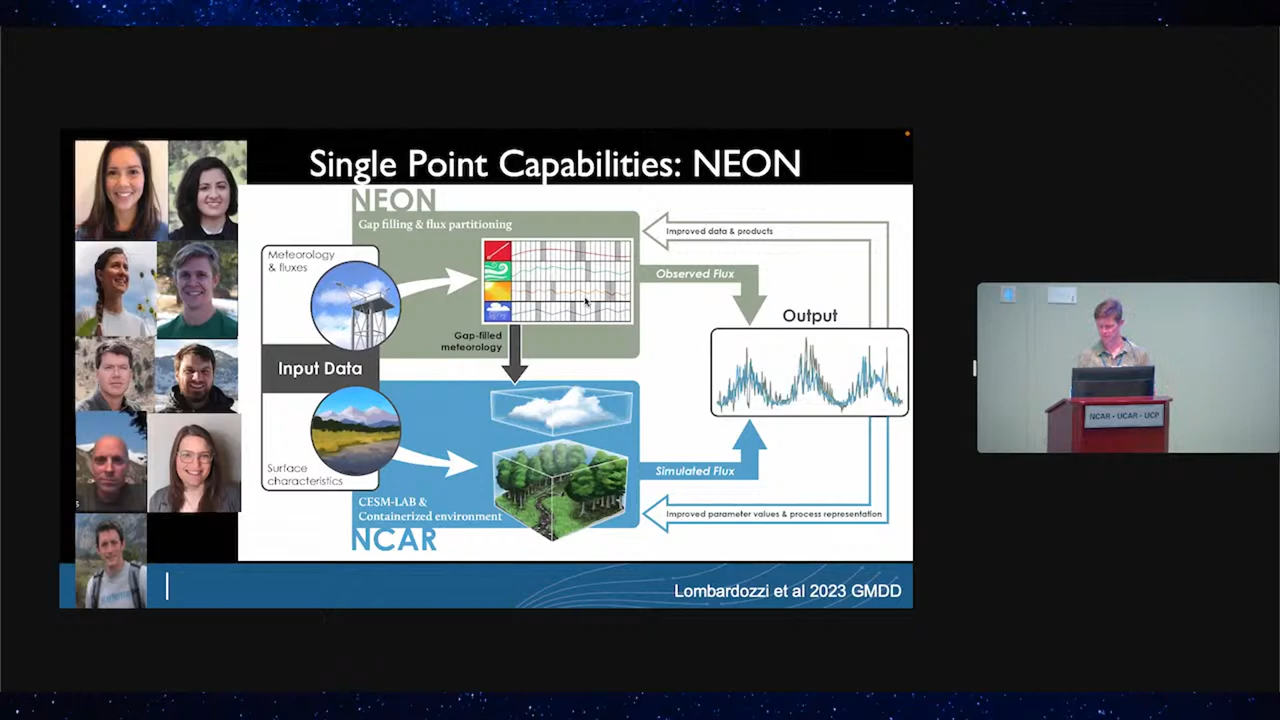 Single Point Capabilities: NEON
NEON
Gap filling & flux partitioning
Meteorology
& fluxes
Improved data & products
Observed Flux
Gap-filled
meteorology
Output
Input Data
Surface
characteristics
Simulated Flux
CESM-LAB &
Containerized environment
Improved parameter values & process representation
NCAR
Lombardozzi et al 2023 GMDD
NCAR • UCAR • UCP